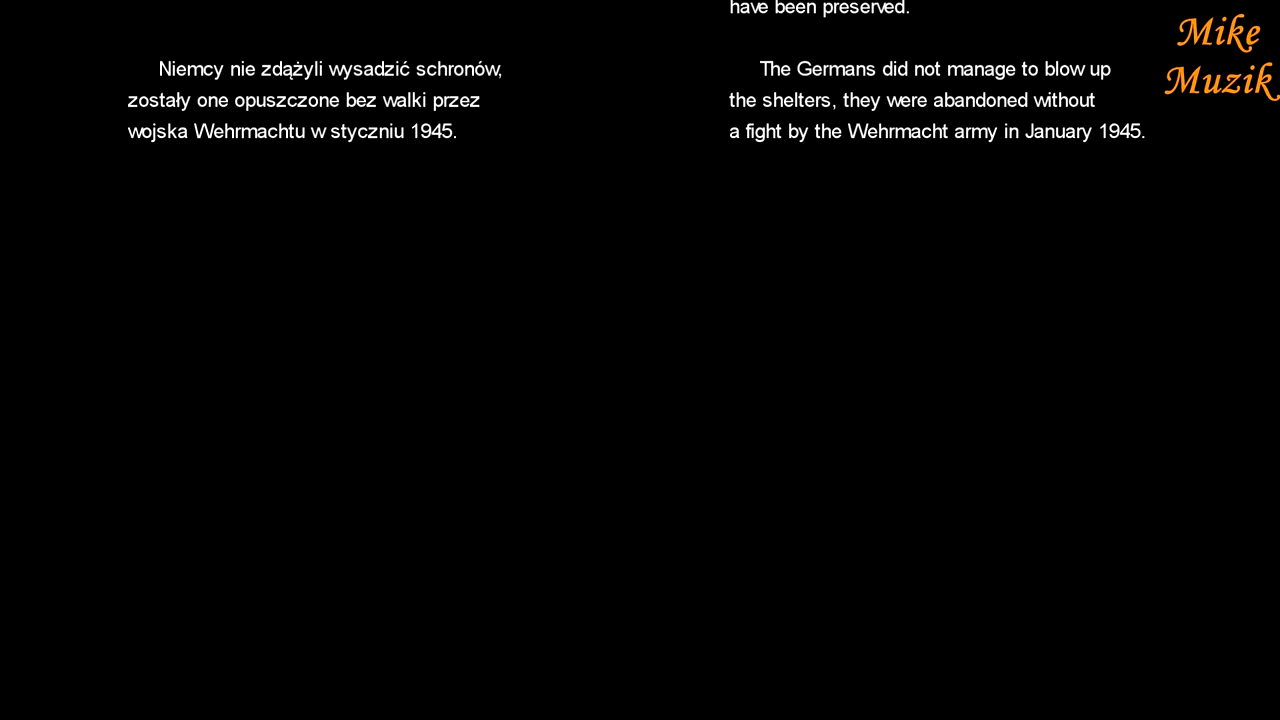 Niemcy nie zdążyli wysadzić schronów,
zostały one opuszczone bez walki przez
wojska Wehrmachtu w styczniu 1945.
have been preserved.
The Germans did not manage to blow up
the shelters, they were abandoned without
a fight by the Wehrmacht army in January 1945.
Mike
Muzik